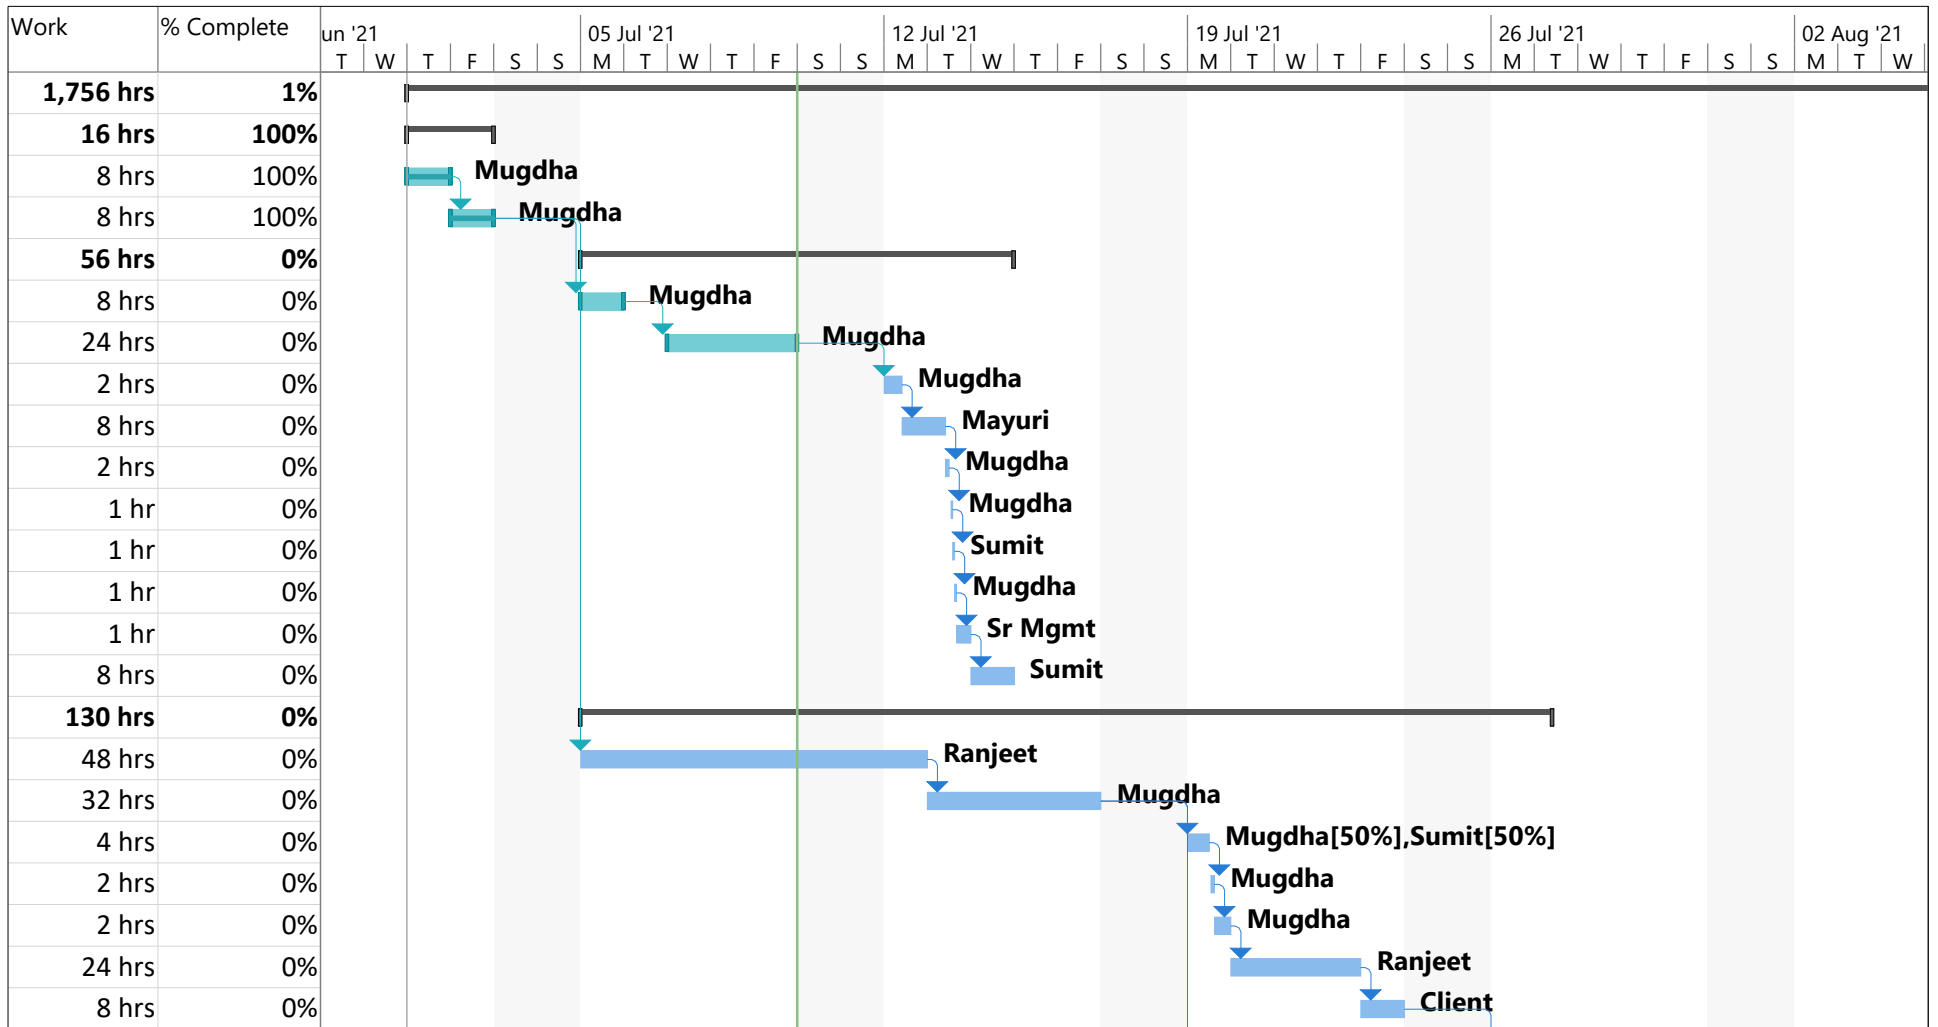 Work % Complete un '21 05 Jul '21 12 Jul '21 19 Jul '21 26 Jul '21 02 Aug '21
T W T F S S M T W T F S S M T W T F S S M T W T F S S M T W T F S S M T W
1,756 hrs 1%
16 hrs 100%
8 hrs 100% Mugdha
8 hrs 100% Mugdha
56 hrs 0%
8 hrs 0% Mugdha
24 hrs 0% Mugdha
2 hrs 0% Mugdha
8 hrs 0% Mayuri
2 hrs 0% Mugdha
1 hr 0% Mugdha
1 hr 0% Sumit
1 hr 0% Mugdha
1 hr 0% Sr Mgmt
8 hrs 0% Sumit
130 hrs 0%
48 hrs 0% Ranjeet
32 hrs 0% Mugdha
4 hrs 0% Mugdha[50%],Sumit[50%]
2 hrs 0% Mugdha
2 hrs 0% Mugdha
24 hrs 0% Ranjeet
8 hrs 0% Client